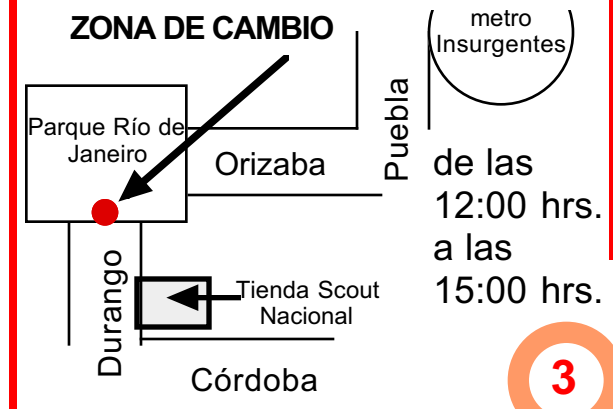 ZONA DE CAMBIO
metro
Insurgentes
Parque Río de
Janeiro
Orizaba
Puebla
de las
12:00 hrs.
a las
15:00 hrs.
Durango
Tienda Scout
Nacional
Córdoba
3